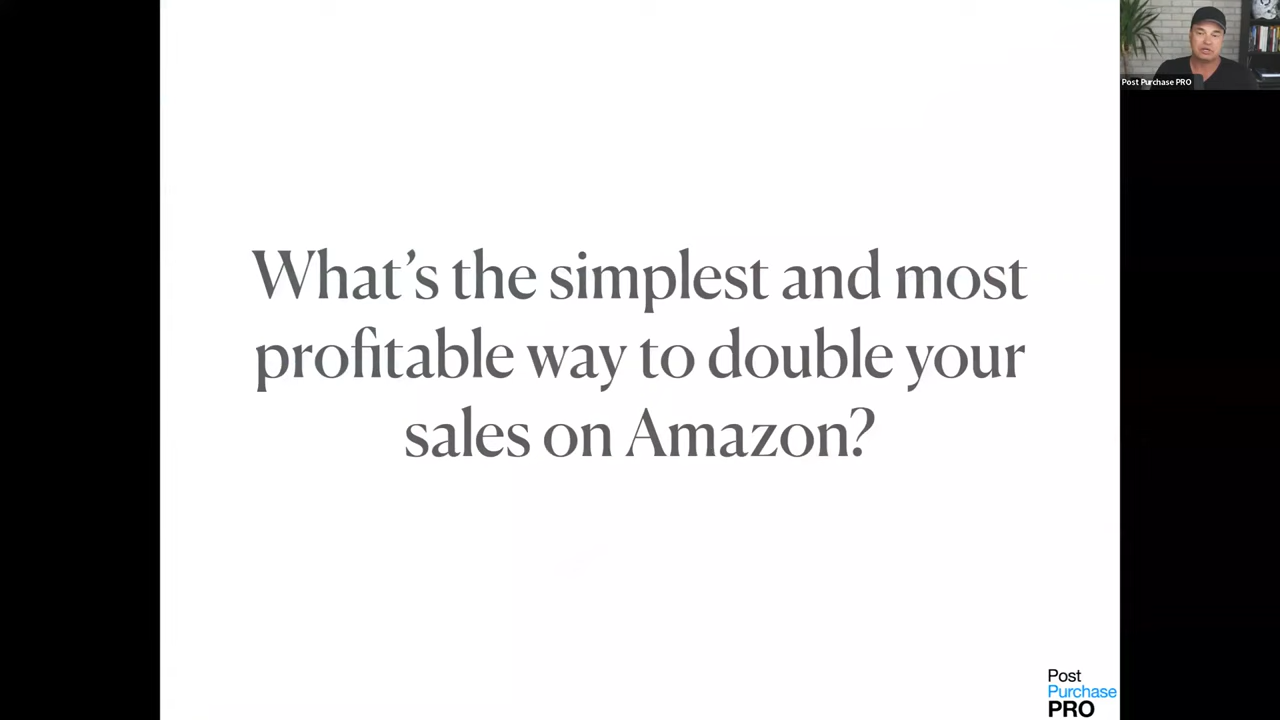 Post Purchase PRO
What's the simplest and most
profitable way to double your
sales on Amazon?
Post
Purchase
PRO